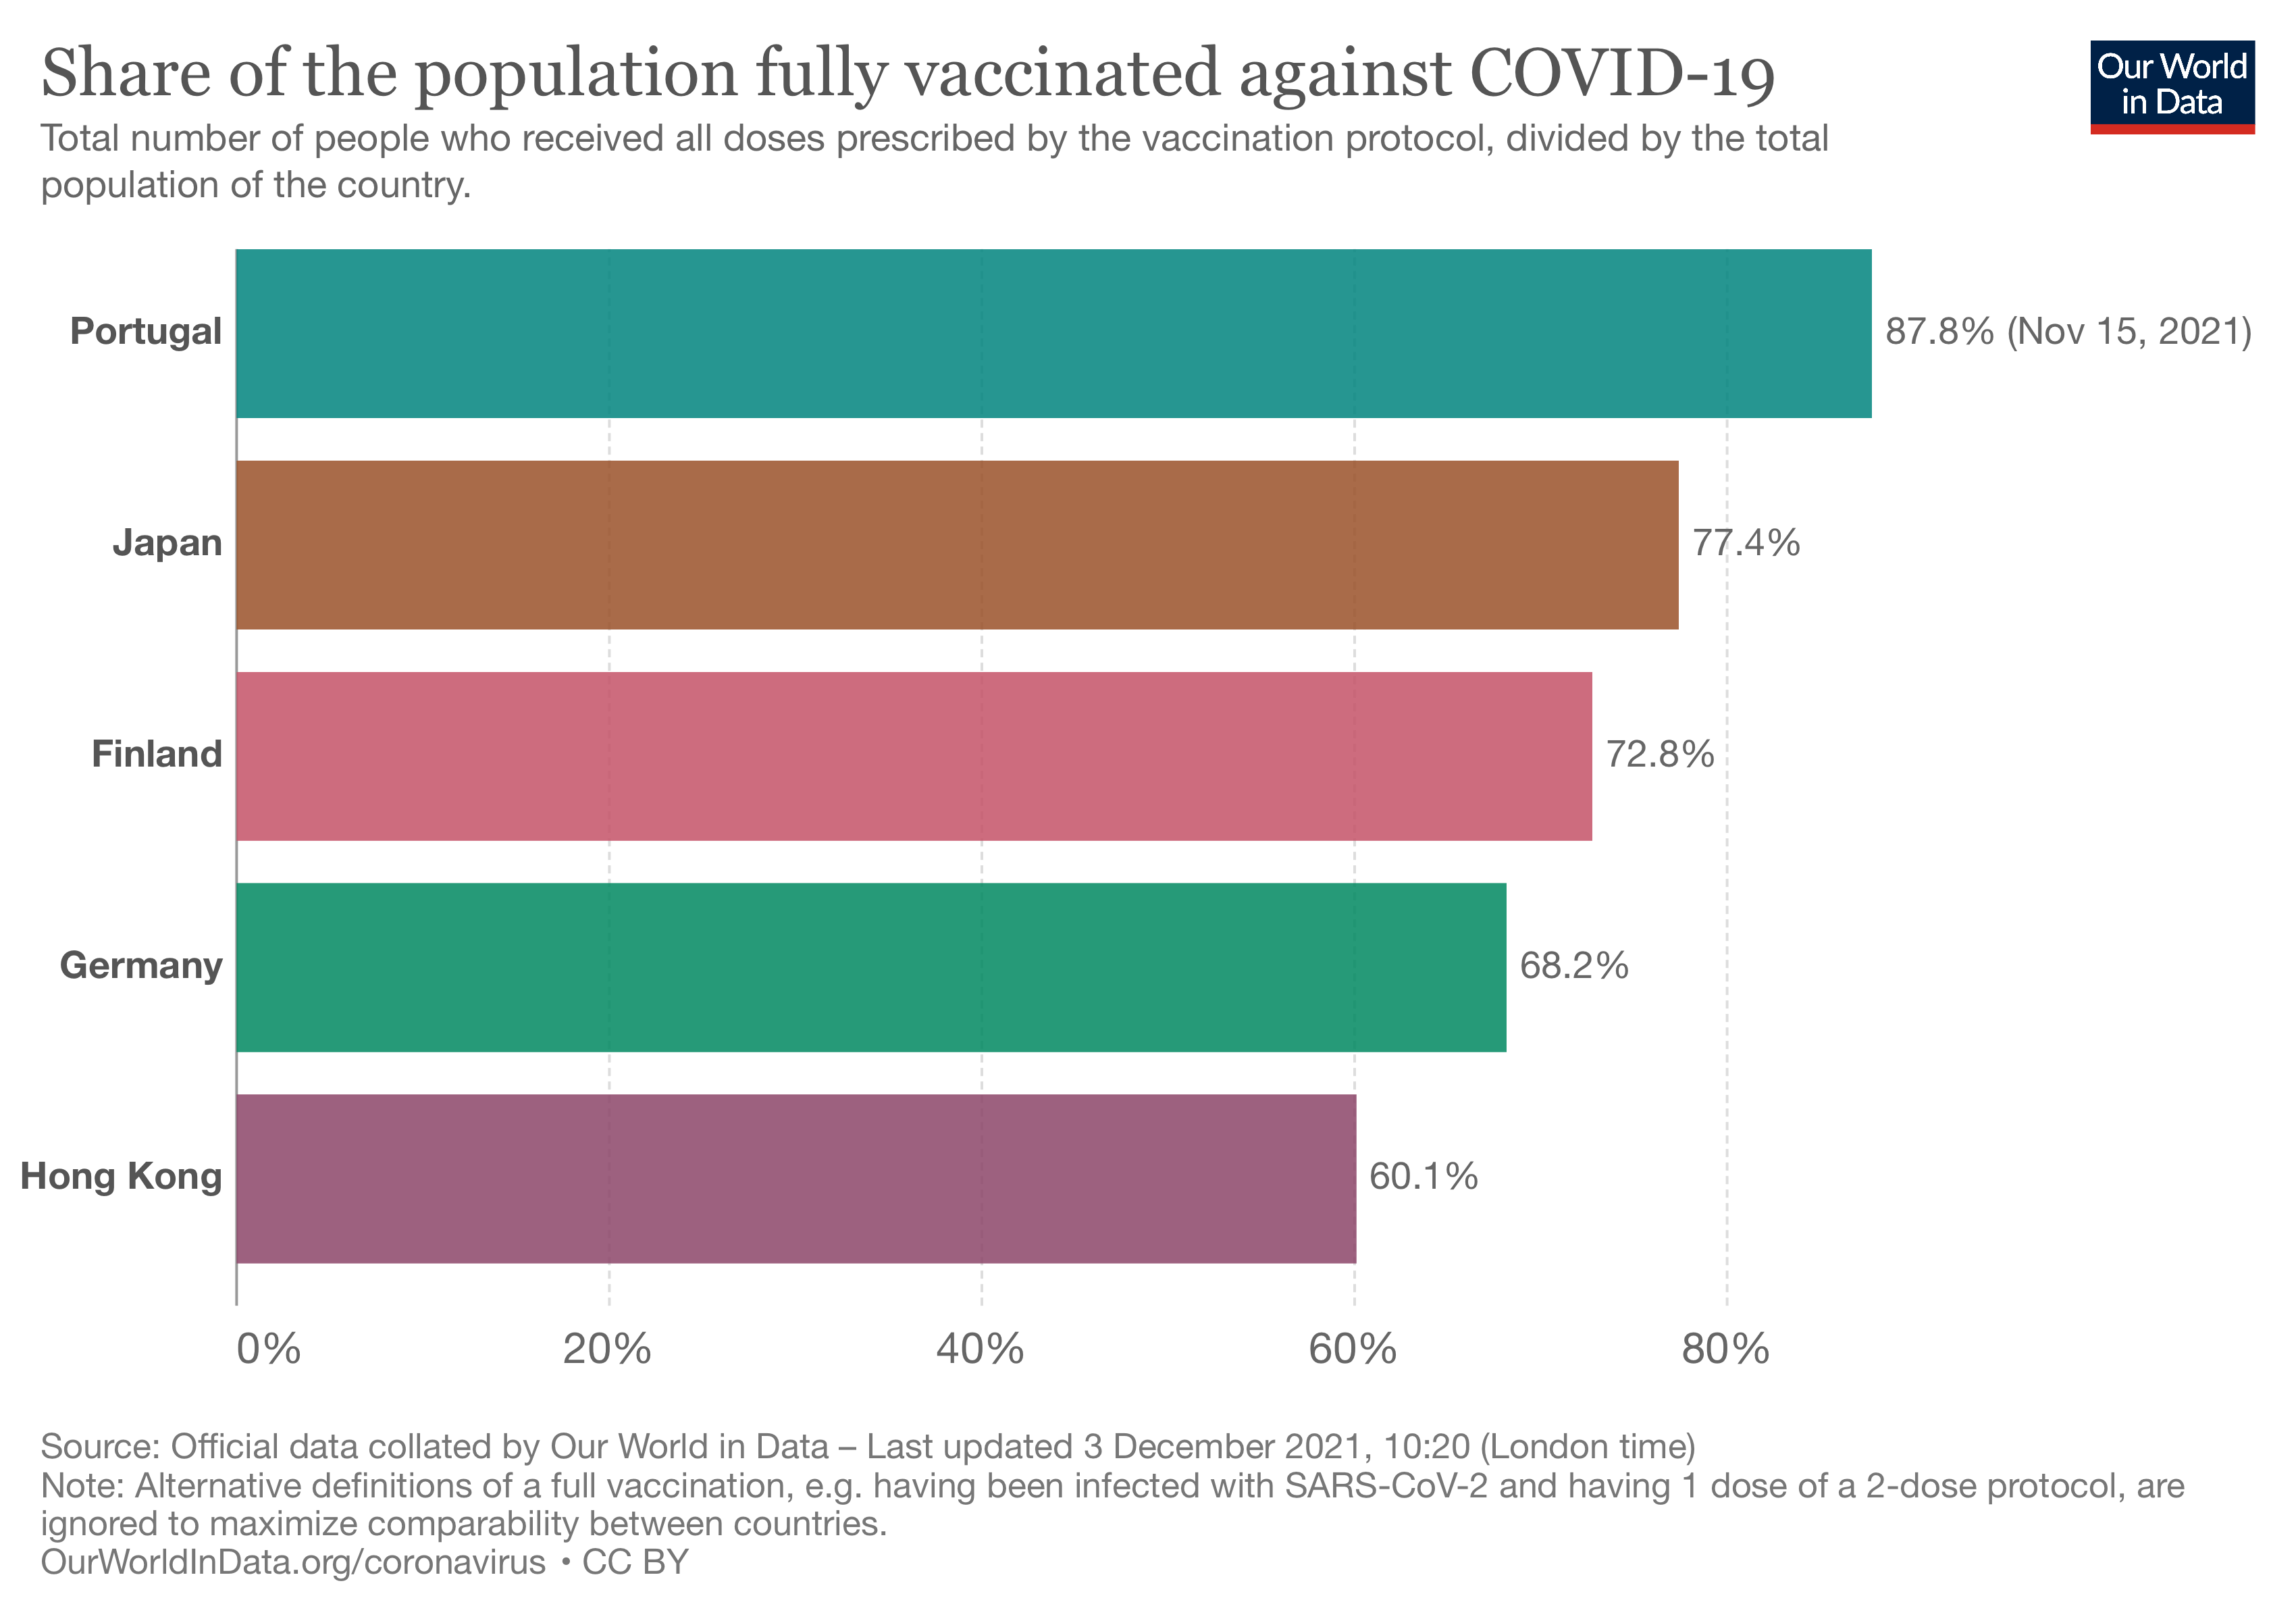 Share of the population fully vaccinated against COVID-19
Our World
in Data
Total number of people who received all doses prescribed by the vaccination protocol, divided by the total
population of the country.
Portugal
87.8% (Nov 15, 2021)
Japan
77.4%
Finland
72.8%
Germany
68.2%
Hong Kong
60.1%
0%
20%
40%
60%
80%
Source: Official data collated by Our World in Data – Last updated 3 December 2021, 10:20 (London time)
Note: Alternative definitions of a full vaccination, e.g. having been infected with SARS-CoV-2 and having 1 dose of a 2-dose protocol, are
ignored to maximize comparability between countries.
OurWorldInData.org/coronavirus • CC BY